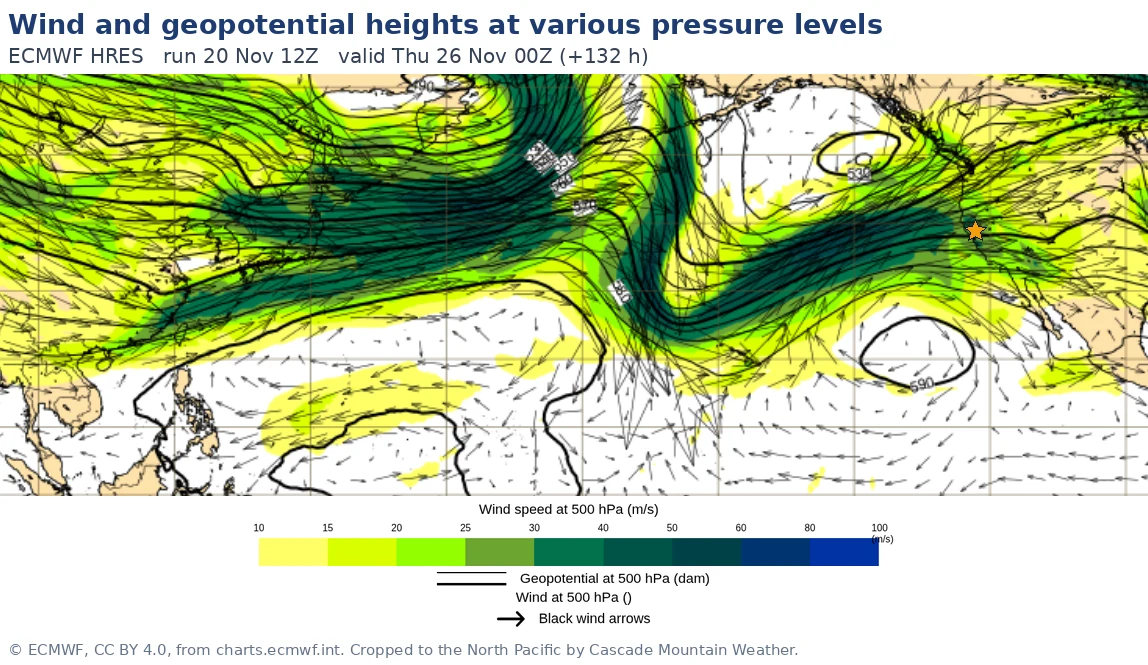 Wind and geopotential heights at various pressure levels
ECMWF HRES run 20 Nov 12Z valid Thu 26 Nov 00Z (+132 h)
570
530
590
Wind speed at 500 hPa (m/s)
10 15 20 25 30 40 50 60 80 100
(m/s)
Geopotential at 500 hPa (dam)
Wind at 500 hPa ()
Black wind arrows
© ECMWF, CC BY 4.0, from charts.ecmwf.int. Cropped to the North Pacific by Cascade Mountain Weather.